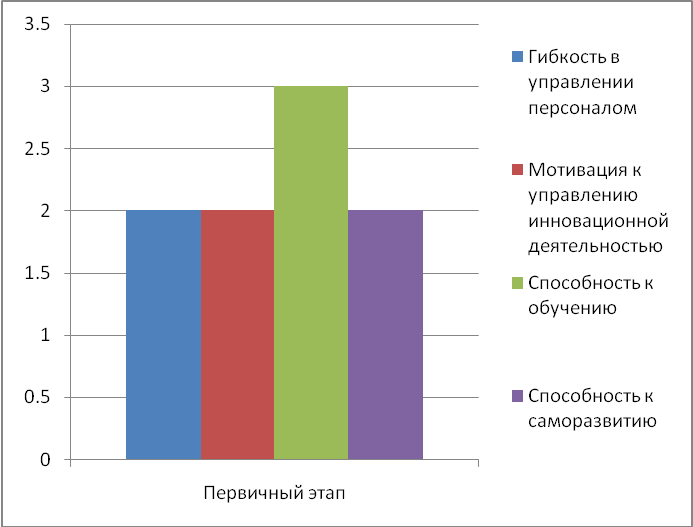 3.5
3
2.5
2
1.5
1
0.5
0
Первичный этап
Гибкость в
управлении
персоналом
Мотивация к
управлению
инновационной
деятельностью
Способность к
обучению
Способность к
саморазвитию